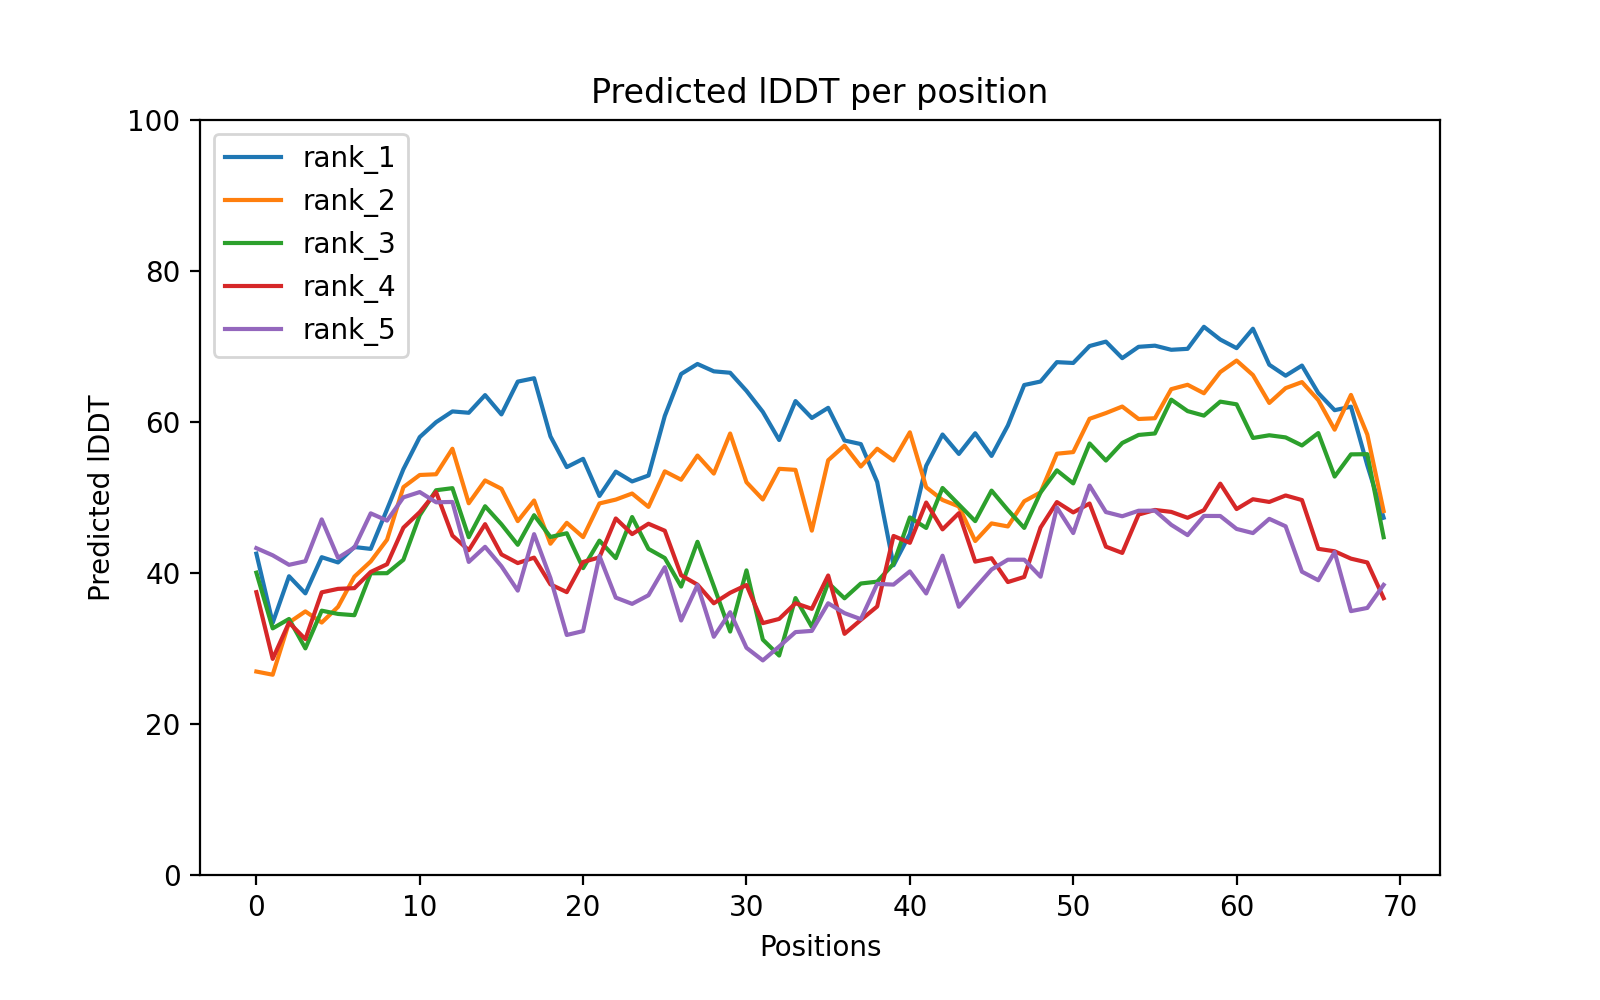 Predicted lDDT per position
100
80
60
40
20
0
Predicted lDDT
rank_1
rank_2
rank_3
rank_4
rank_5
0 10 20 30 40 50 60 70
Positions